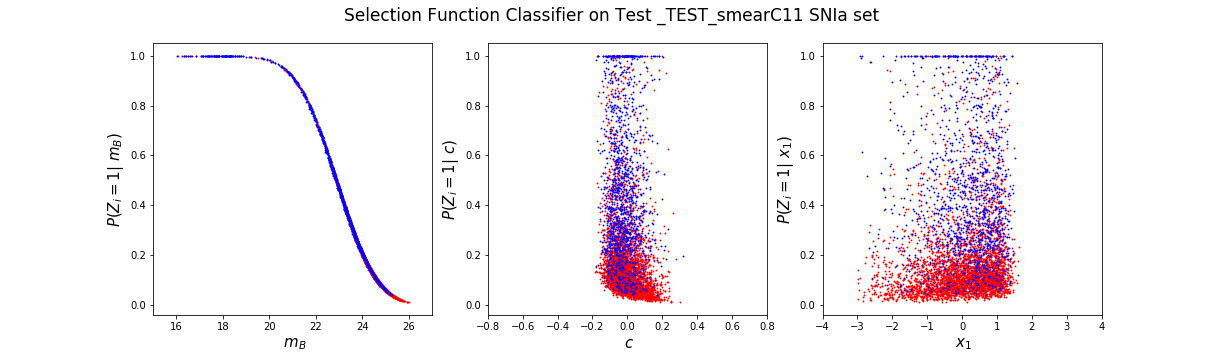 Selection Function Classifier on Test _TEST_smearC11 SNIa set
P(Z_i = 1| m_B)
1.0
0.8
0.6
0.4
0.2
0.0
16 18 20 22 24 26
m_B
P(Z_i = 1| c)
1.0
0.8
0.6
0.4
0.2
0.0
−0.8 −0.6 −0.4 −0.2 0.0 0.2 0.4 0.6 0.8
c
P(Z_i = 1| x_1)
1.0
0.8
0.6
0.4
0.2
0.0
−4 −3 −2 −1 0 1 2 3 4
x_1